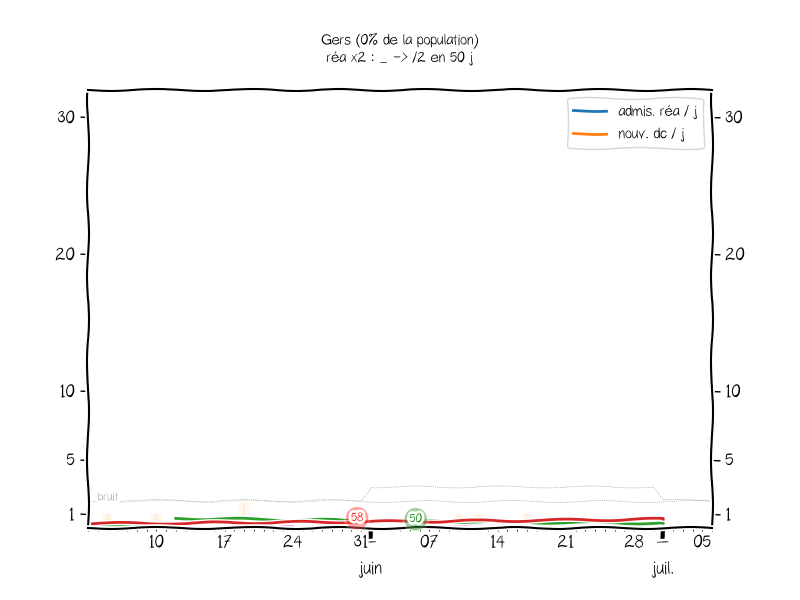 Gers (0% de la population)
réa x2 : _ -> /2 en 50 j
admis. réa / j
nouv. dc / j
30
30
20
20
10
10
5
5
bruit
1
58
50
1
10 17 24 31 07 14 21 28 05
juin juil.